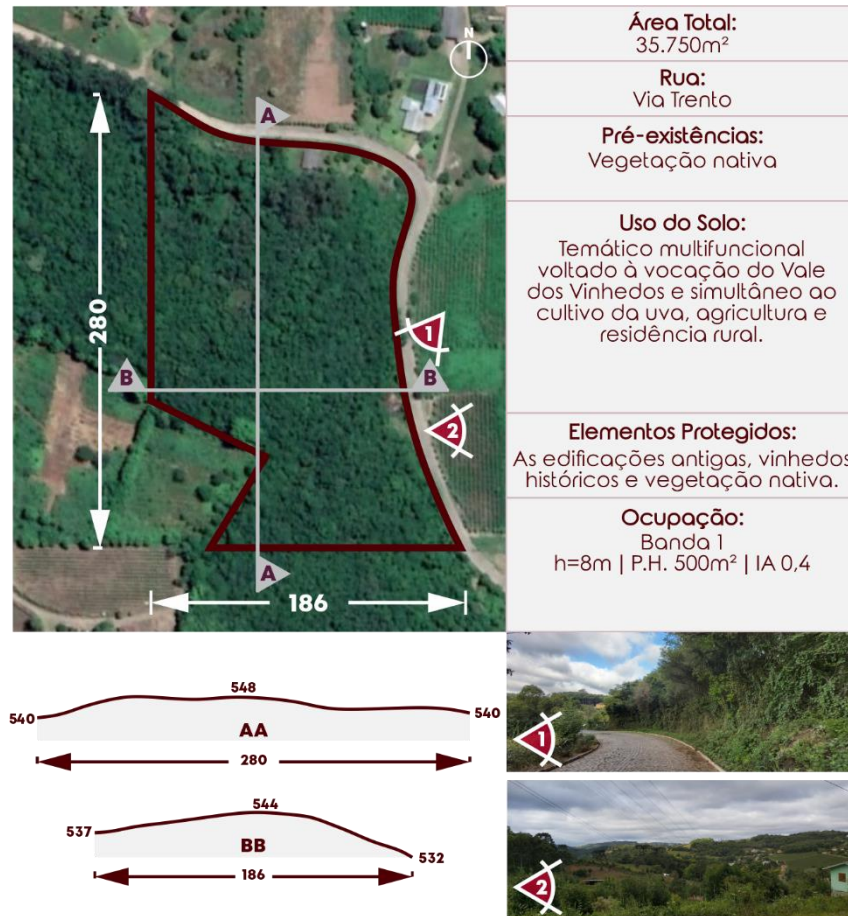 N
A
280
1
B
B
2
A
186
Área Total:
35.750m²
Rua:
Via Trento
Pré-existências:
Vegetação nativa
Uso do Solo:
Temático multifuncional
voltado à vocação do Vale
dos Vinhedos e simultâneo ao
cultivo da uva, agricultura e
residência rural.
Elementos Protegidos:
As edificações antigas, vinhedos
históricos e vegetação nativa.
Ocupação:
Banda 1
h=8m | P.H. 500m² | IA 0,4
540
548
540
AA
280
537
544
532
BB
186
1
2